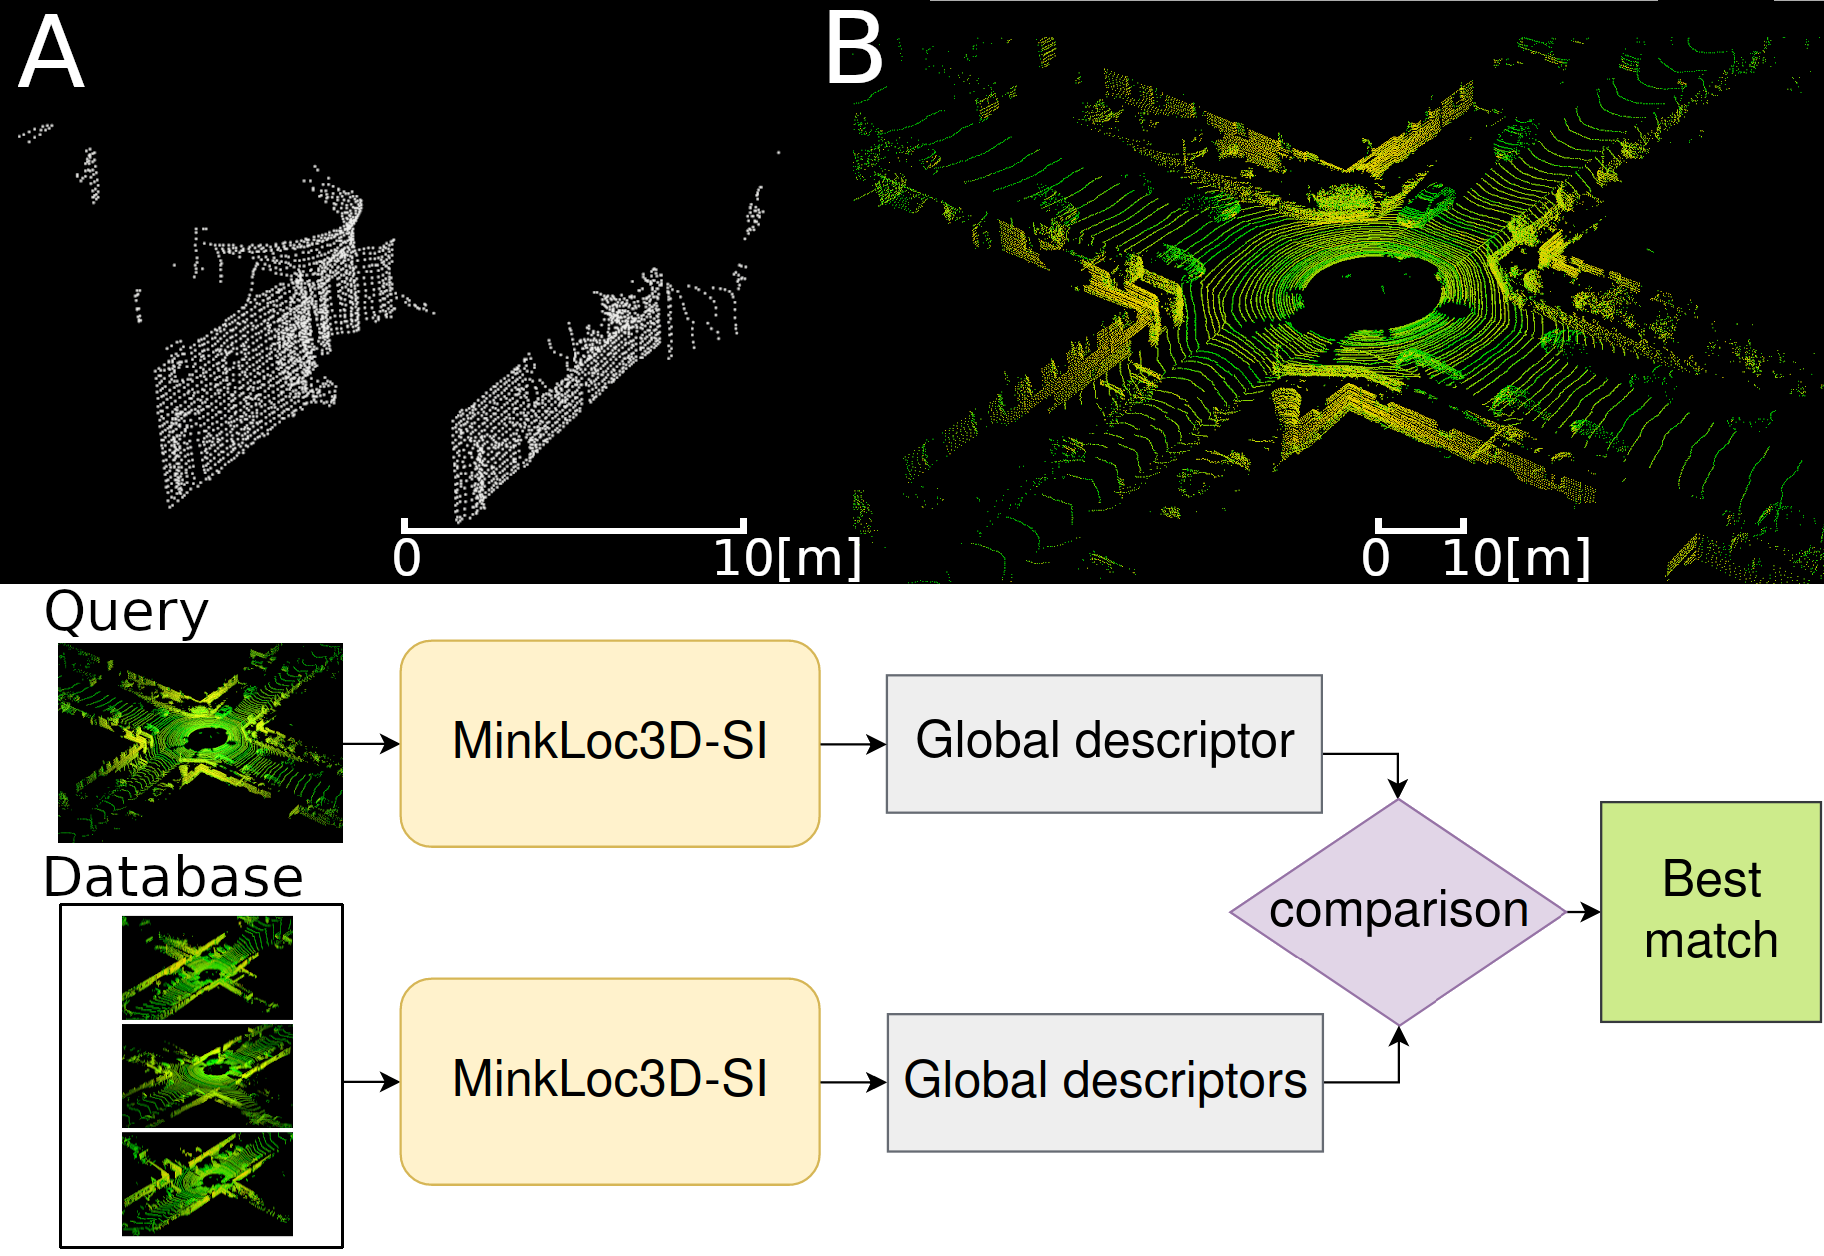 A
B
0 10[m]
0 10[m]
Query
MinkLoc3D-SI
Global descriptor
Database
comparison
Best
match
MinkLoc3D-SI
Global descriptors